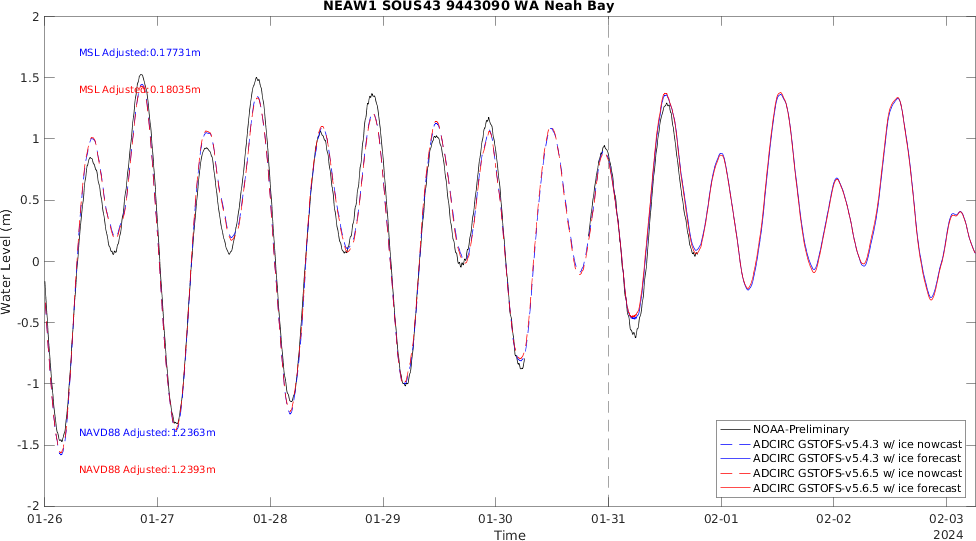 NEAW1 SOUS43 9443090 WA Neah Bay
MSL Adjusted:0.17731m
MSL Adjusted:0.18035m
NAVD88 Adjusted:1.2363m
NAVD88 Adjusted:1.2393m
Water Level (m)
2
1.5
1
0.5
0
-0.5
-1
-1.5
-2
NOAA-Preliminary
ADCIRC GSTOFS-v5.4.3 w/ ice nowcast
ADCIRC GSTOFS-v5.4.3 w/ ice forecast
ADCIRC GSTOFS-v5.6.5 w/ ice nowcast
ADCIRC GSTOFS-v5.6.5 w/ ice forecast
01-26 01-27 01-28 01-29 01-30 01-31 02-01 02-02 02-03
Time
2024